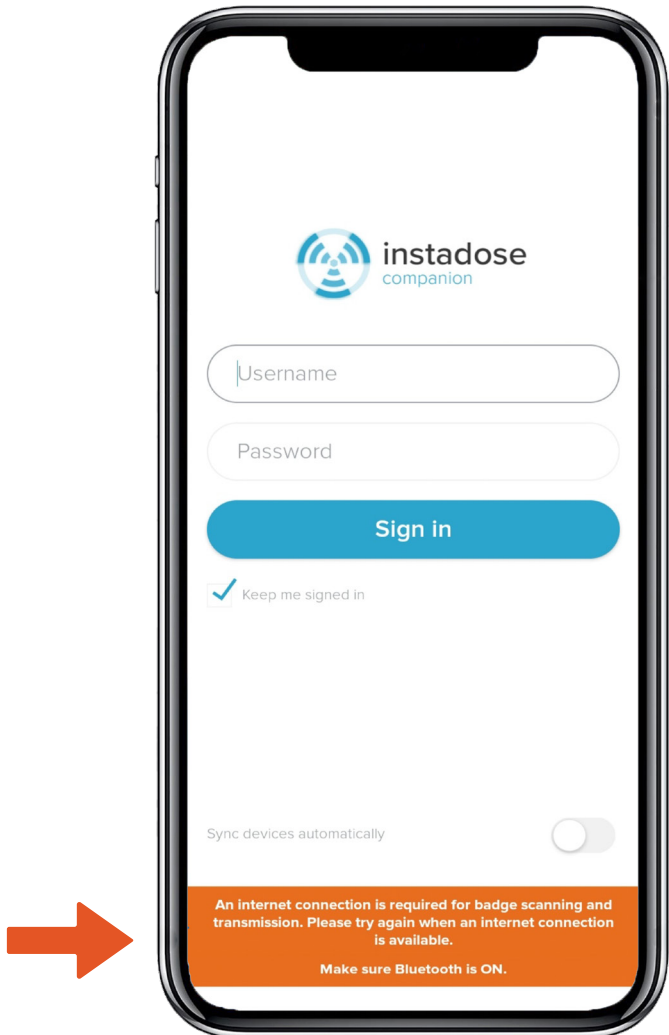 instadose
companion
Username
Password
Sign in
Keep me signed in
Sync devices automatically
An internet connection is required for badge scanning and
transmission. Please try again when an internet connection
is available.
Make sure Bluetooth is ON.